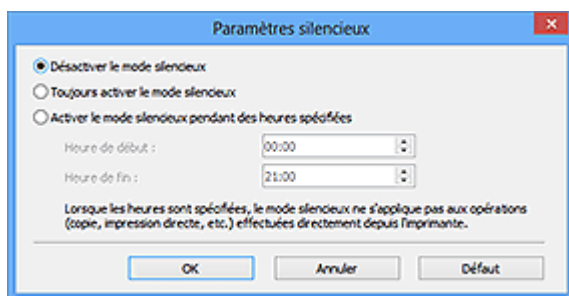 Paramètres silencieux
Désactiver le mode silencieux
Toujours activer le mode silencieux
Activer le mode silencieux pendant des heures spécifiées
Heure de début :
00:00
Heure de fin :
21:00
Lorsque les heures sont spécifiées, le mode silencieux ne s'applique pas aux opérations
(copie, impression directe, etc.) effectuées directement depuis l'imprimante.
OK
Annuler
Défaut